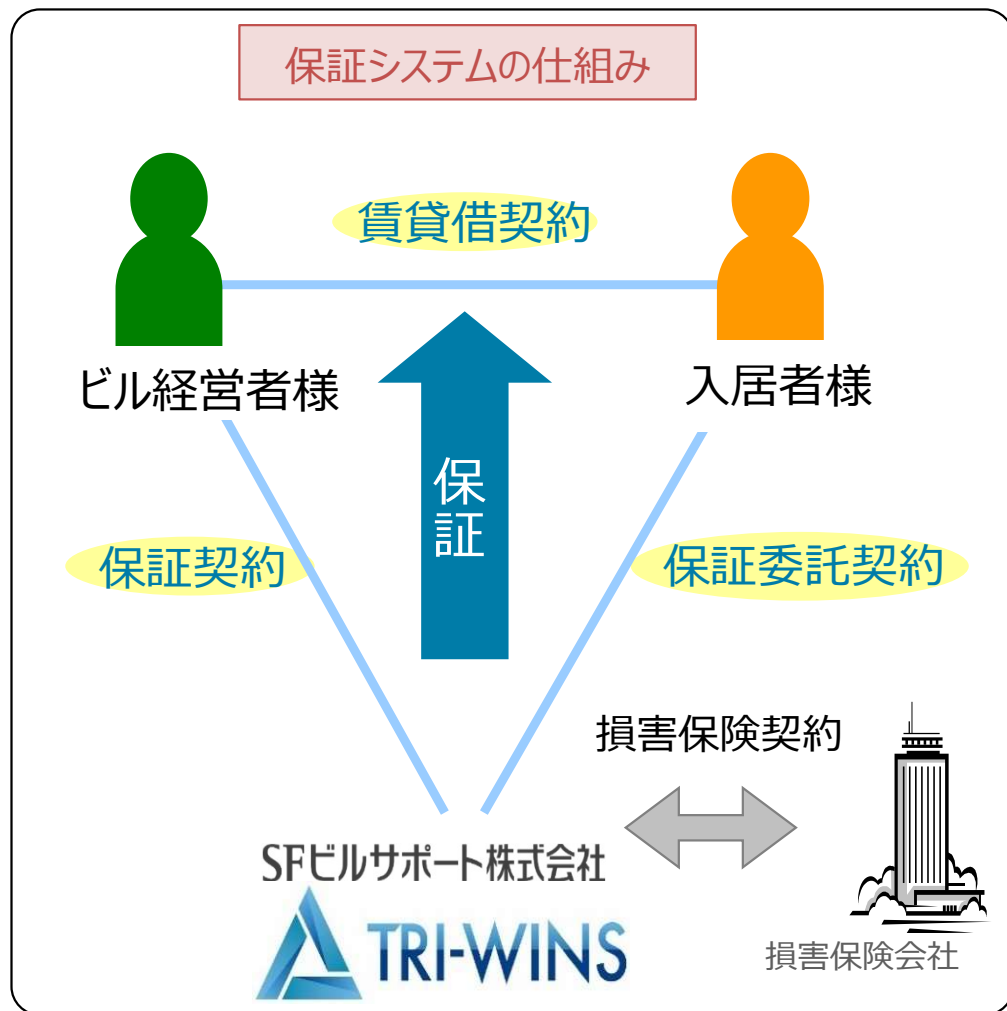 保証システムの仕組み
賃貸借契約
ビル経営者様
入居者様
保証
保証契約
保証委託契約
損害保険契約
SFビルサポート株式会社
TRI-WINS
損害保険会社